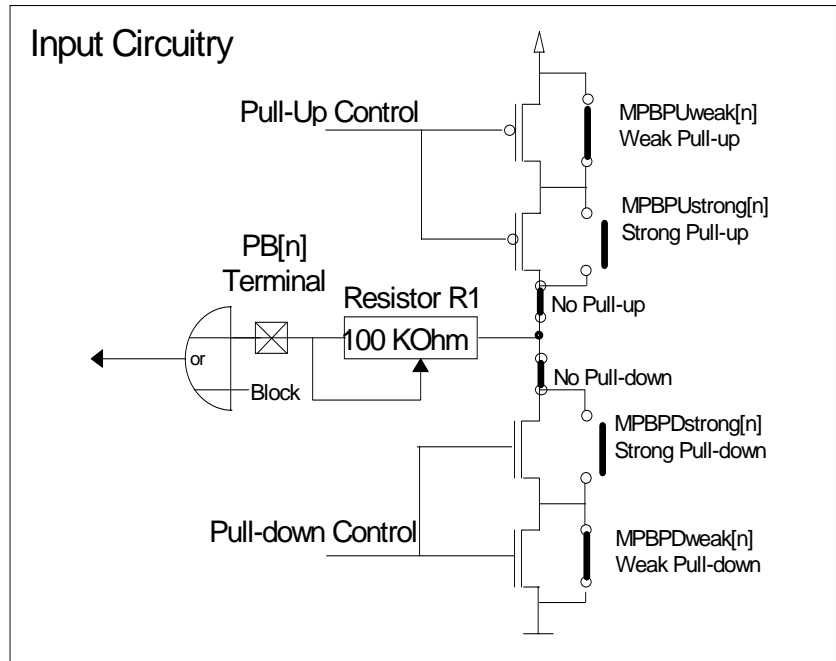 Input Circuitry
Pull-Up Control
MPBPUweak[n]
Weak Pull-up
MPBPUstrong[n]
Strong Pull-up
PB[n]
Terminal
Resistor R1
No Pull-up
100 KOhm
or
Block
No Pull-down
MPBPDstrong[n]
Strong Pull-down
Pull-down Control
MPBPDweak[n]
Weak Pull-down